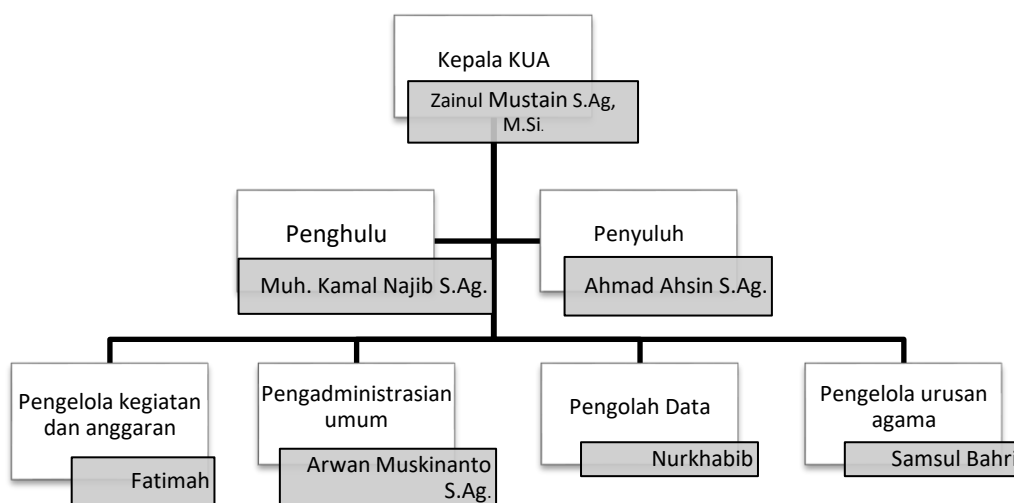 Kepala KUA
Zainul Mustain S.Ag,
M.Si.
Penghulu
Muh. Kamal Najib S.Ag.
Penyuluh
Ahmad Ahsin S.Ag.
Pengelola kegiatan
dan anggaran
Fatimah
Pengadministrasian
umum
Arwan Muskinanto
S.Ag.
Pengolah Data
Nurkhabib
Pengelola urusan
agama
Samsul Bahri